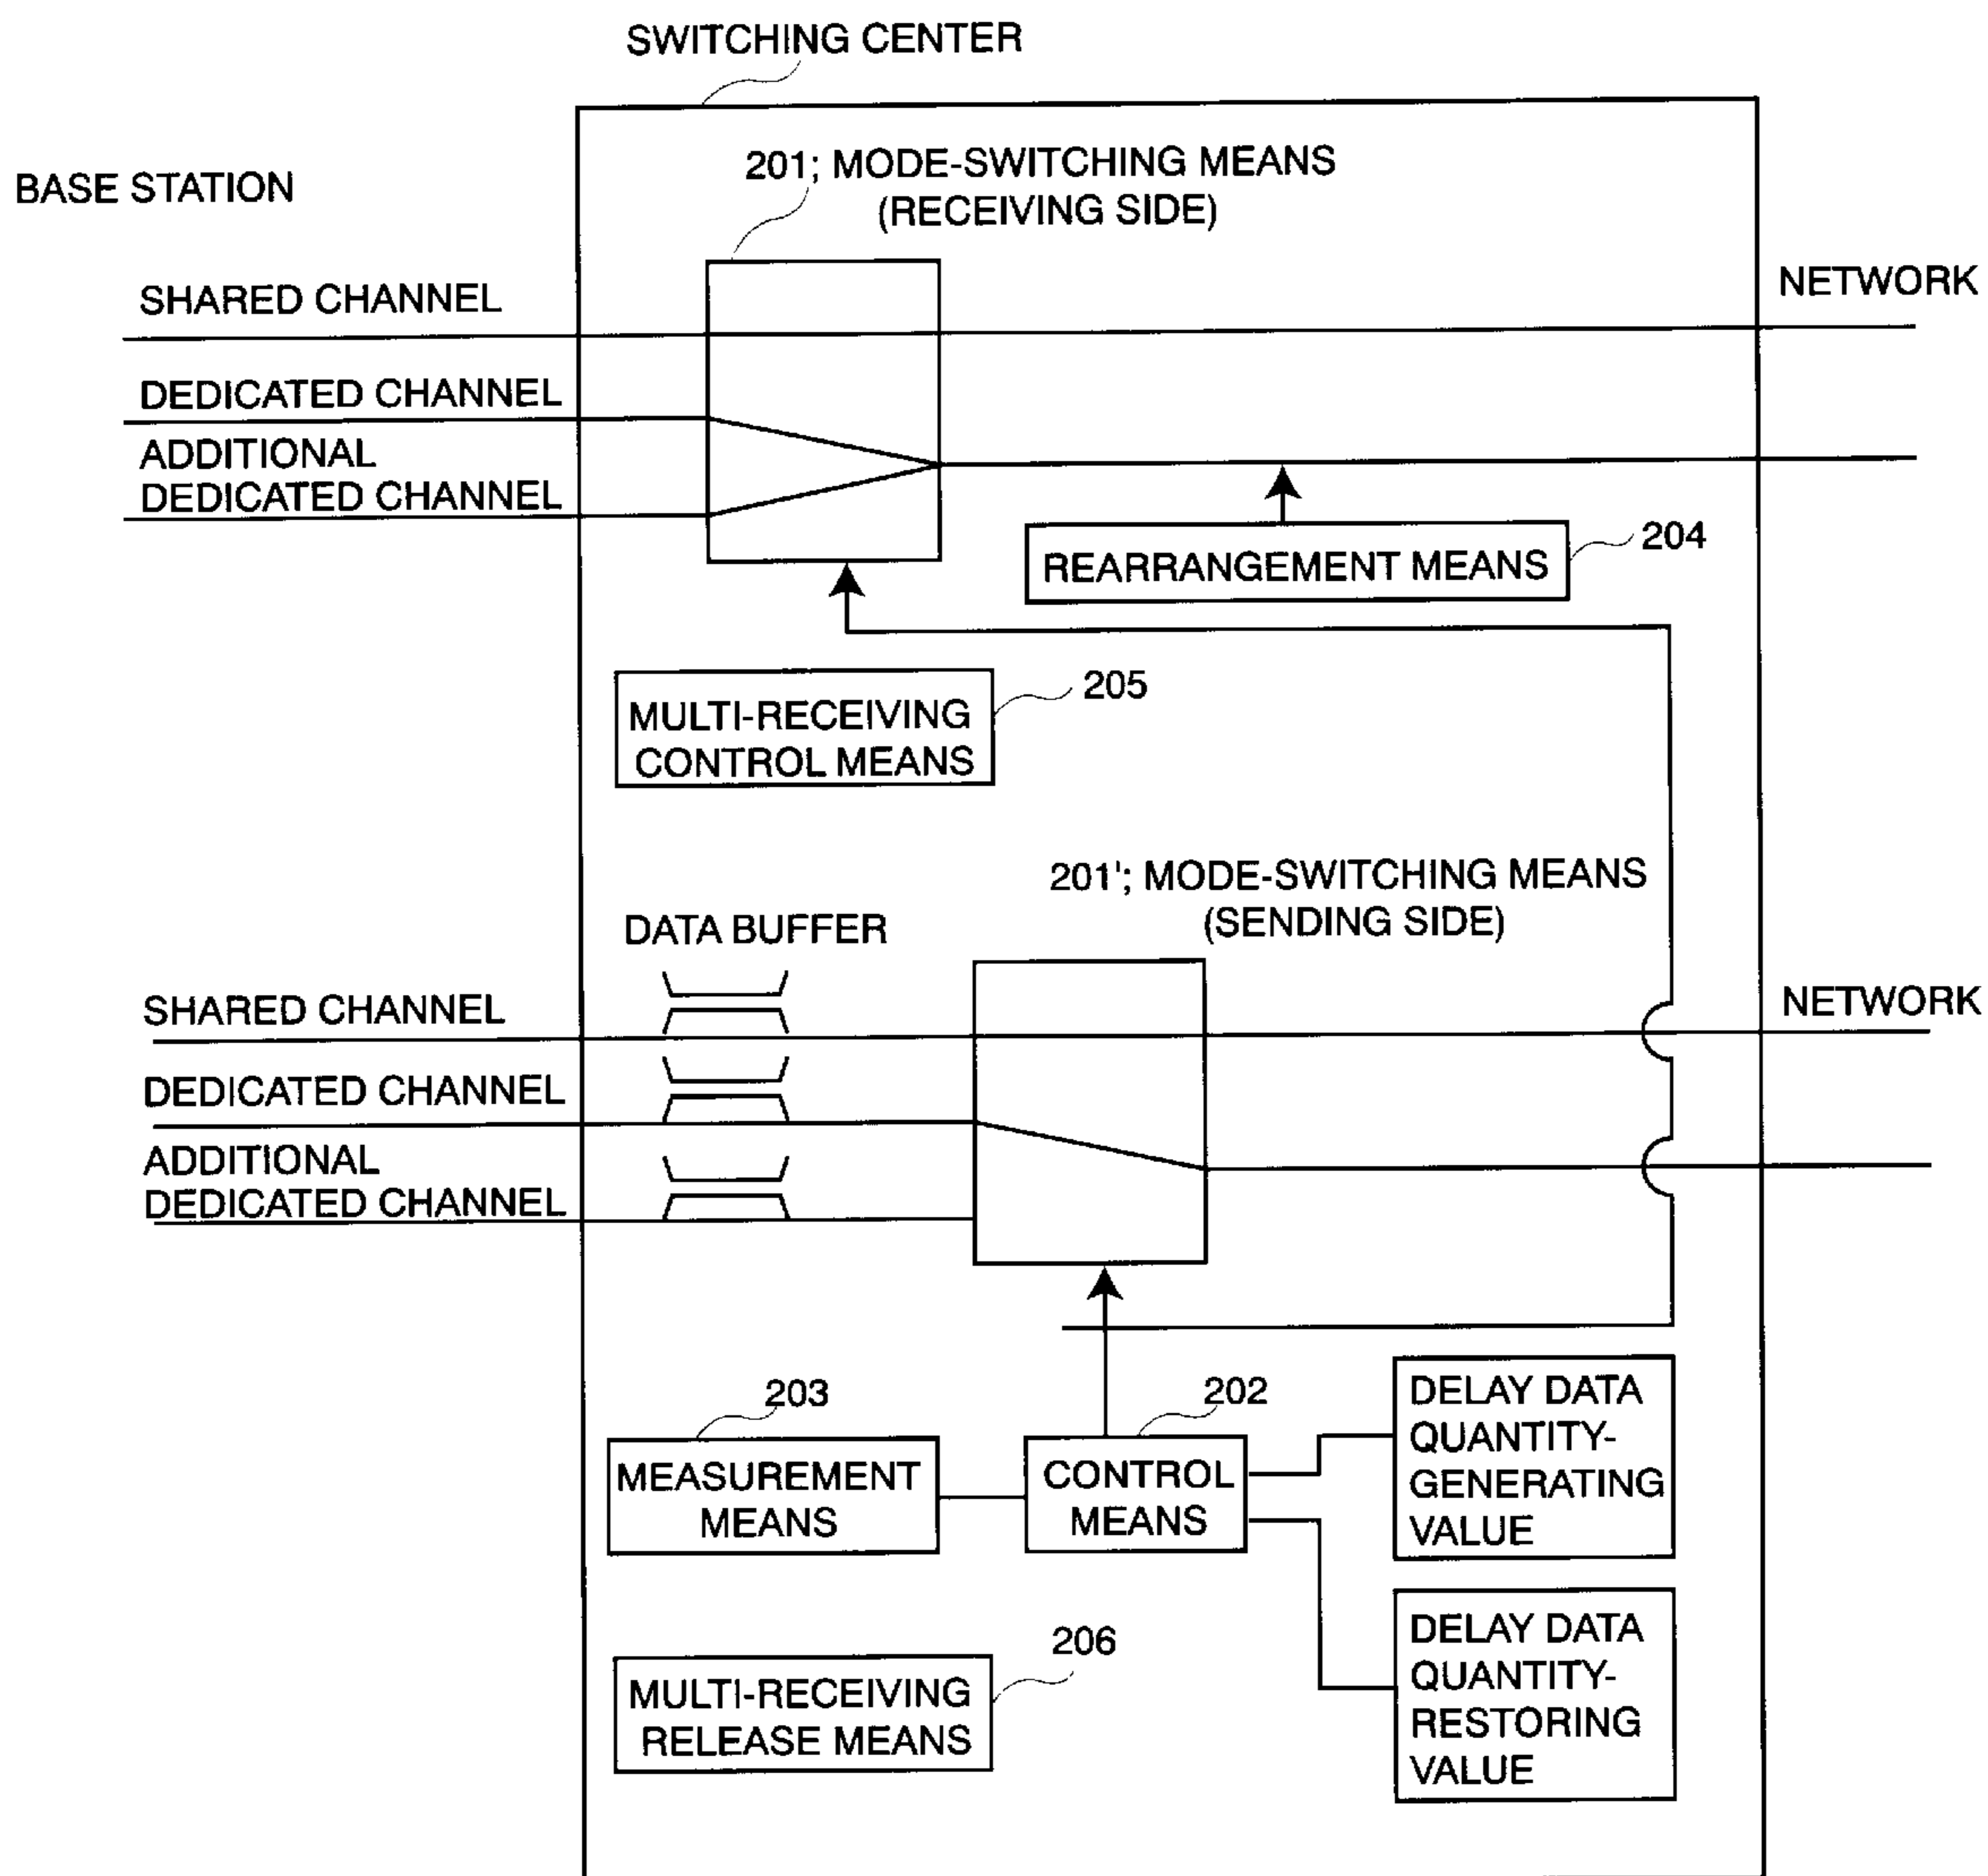 SWITCHING CENTER
BASE STATION
201; MODE-SWITCHING MEANS
(RECEIVING SIDE)
SHARED CHANNEL
NETWORK
DEDICATED CHANNEL
ADDITIONAL
DEDICATED CHANNEL
204
REARRANGEMENT MEANS
205
MULTI-RECEIVING
CONTROL MEANS
201'; MODE-SWITCHING MEANS
(SENDING SIDE)
DATA BUFFER
SHARED CHANNEL
NETWORK
DEDICATED CHANNEL
ADDITIONAL
DEDICATED CHANNEL
203
MEASUREMENT
MEANS
202
CONTROL
MEANS
DELAY DATA
QUANTITY-
GENERATING
VALUE
206
MULTI-RECEIVING
RELEASE MEANS
DELAY DATA
QUANTITY-
RESTORING
VALUE